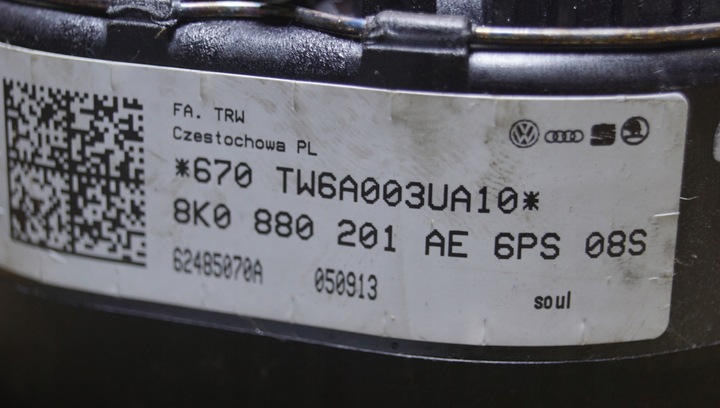 FA. TRW
Czestochowa PL
*670 TW6A003UA10*
8K0 880 201 AE 6PS 08S
62485070A 050913
soul